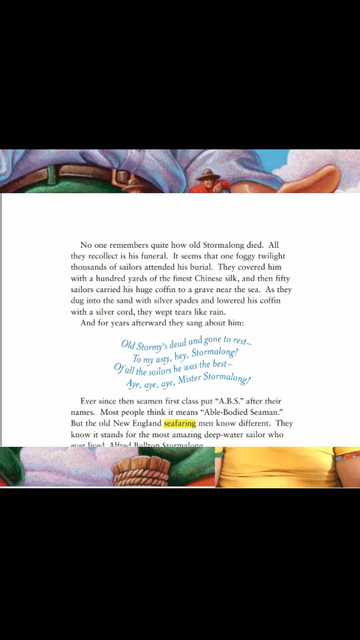 No one remembers quite how old Stormalong died. All
they recollect is his funeral. It seems that one foggy twilight
thousands of sailors attended his burial. They covered him
with a hundred yards of the finest Chinese silk, and then fifty
sailors carried his huge coffin to a grave near the sea. As they
dug into the sand with silver spades and lowered his coffin
with a silver cord, they wept tears like rain.
And for years afterward they sang about him:
Old Stormy's dead and gone to rest—
To my way, hey, Stormalong!
Of all the sailors he was the best—
Aye, aye, aye, Mister Stormalong!
Ever since then seamen first class put "A.B.S." after their
names. Most people think it means "Able-Bodied Seaman."
But the old New England seafaring men know different. They
know it stands for the most amazing deep-water sailor who
ever lived, Alfred Bulltop Stormalong.